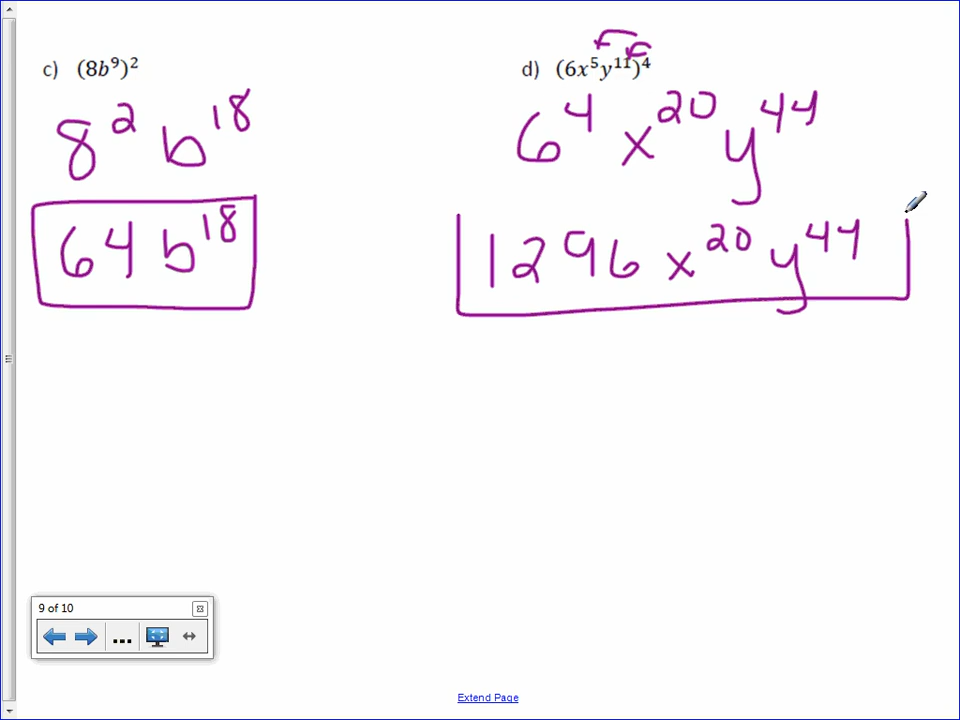 c) (8b⁹)²
8² b¹⁸
64 b¹⁸
d) (6x⁵y¹¹)⁴
6⁴ x²⁰ y⁴⁴
1296 x²⁰ y⁴⁴
9 of 10
...
Extend Page